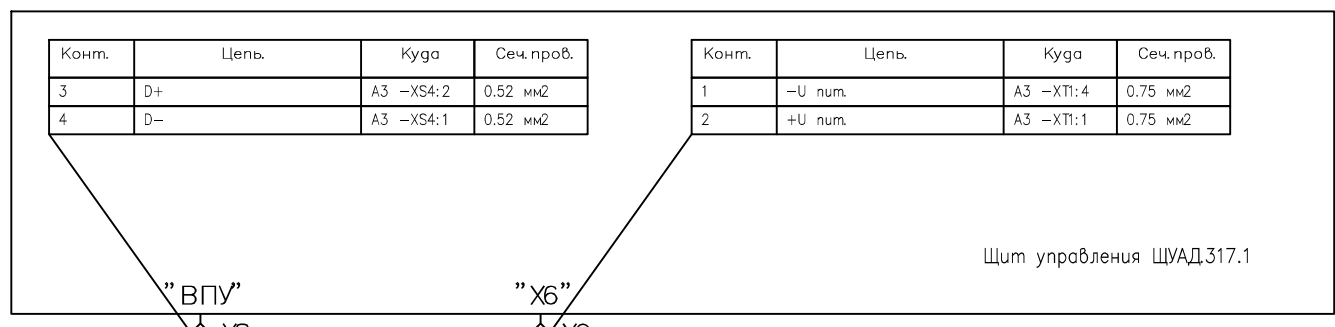 Конт. Цепь. Куда Сеч. пров.
3 D+ А3 –XS4:2 0.52 мм2
4 D– А3 –XS4:1 0.52 мм2
Конт. Цепь. Куда Сеч. пров.
1 –U пит. А3 –XT1:4 0.75 мм2
2 +U пит. А3 –XT1:1 0.75 мм2
Щит управления ЩУАД.317.1
"ВПУ"
"X6"